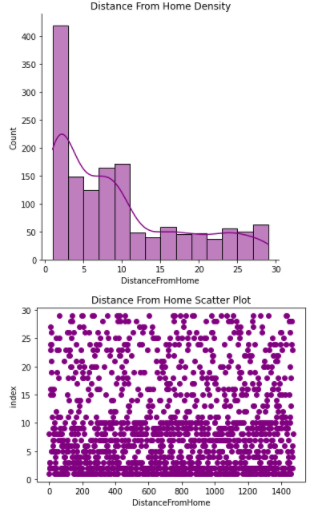 Distance From Home Density
400
350
300
250
200
150
100
50
0
Count
0 5 10 15 20 25 30
DistanceFromHome
Distance From Home Scatter Plot
30
25
20
15
10
5
0
index
0 200 400 600 800 1000 1200 1400
DistanceFromHome